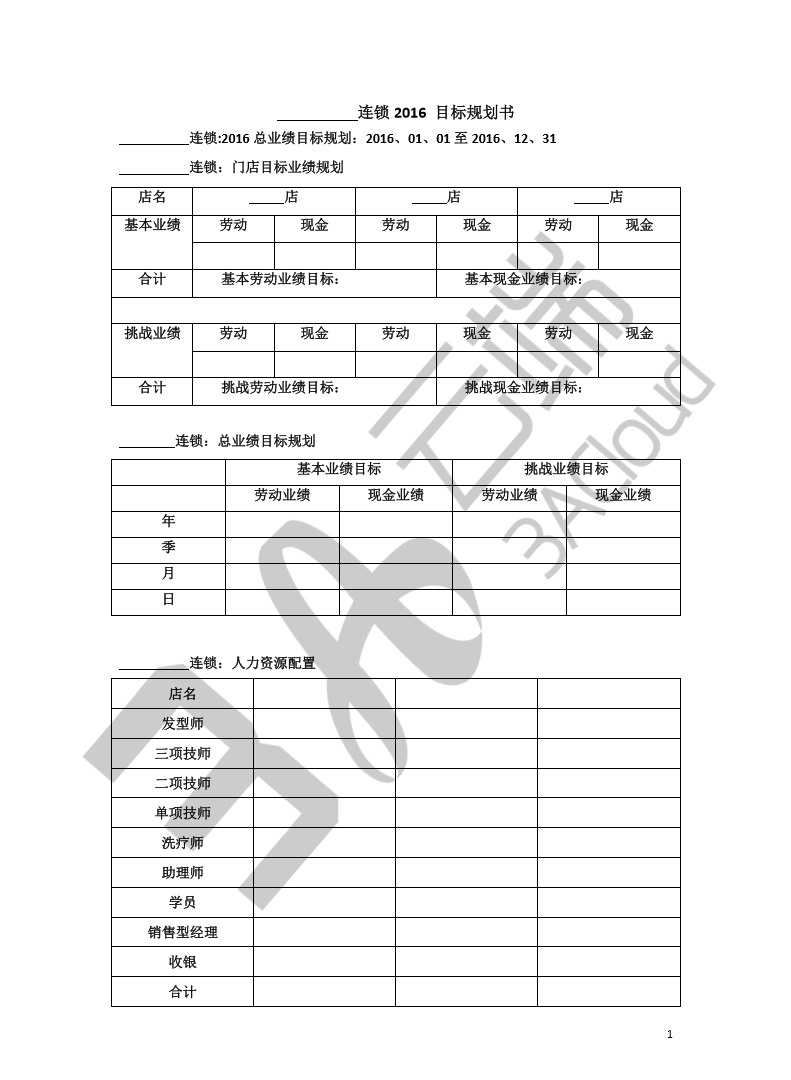 __________连锁 2016 目标规划书
__________连锁:2016 总业绩目标规划：2016、01、01 至 2016、12、31
__________连锁：门店目标业绩规划
店名 _____店 _____店 _____店
基本业绩 劳动 现金 劳动 现金 劳动 现金
合计 基本劳动业绩目标： 基本现金业绩目标：
挑战业绩 劳动 现金 劳动 现金 劳动 现金
合计 挑战劳动业绩目标： 挑战现金业绩目标：
________连锁：总业绩目标规划
基本业绩目标 挑战业绩目标
劳动业绩 现金业绩 劳动业绩 现金业绩
年
季
月
日
__________连锁：人力资源配置
店名
发型师
三项技师
二项技师
单项技师
洗疗师
助理师
学员
销售型经理
收银
合计
1
3A云端
3ACloud